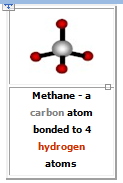 Methane - a
carbon atom
bonded to 4
hydrogen
atoms